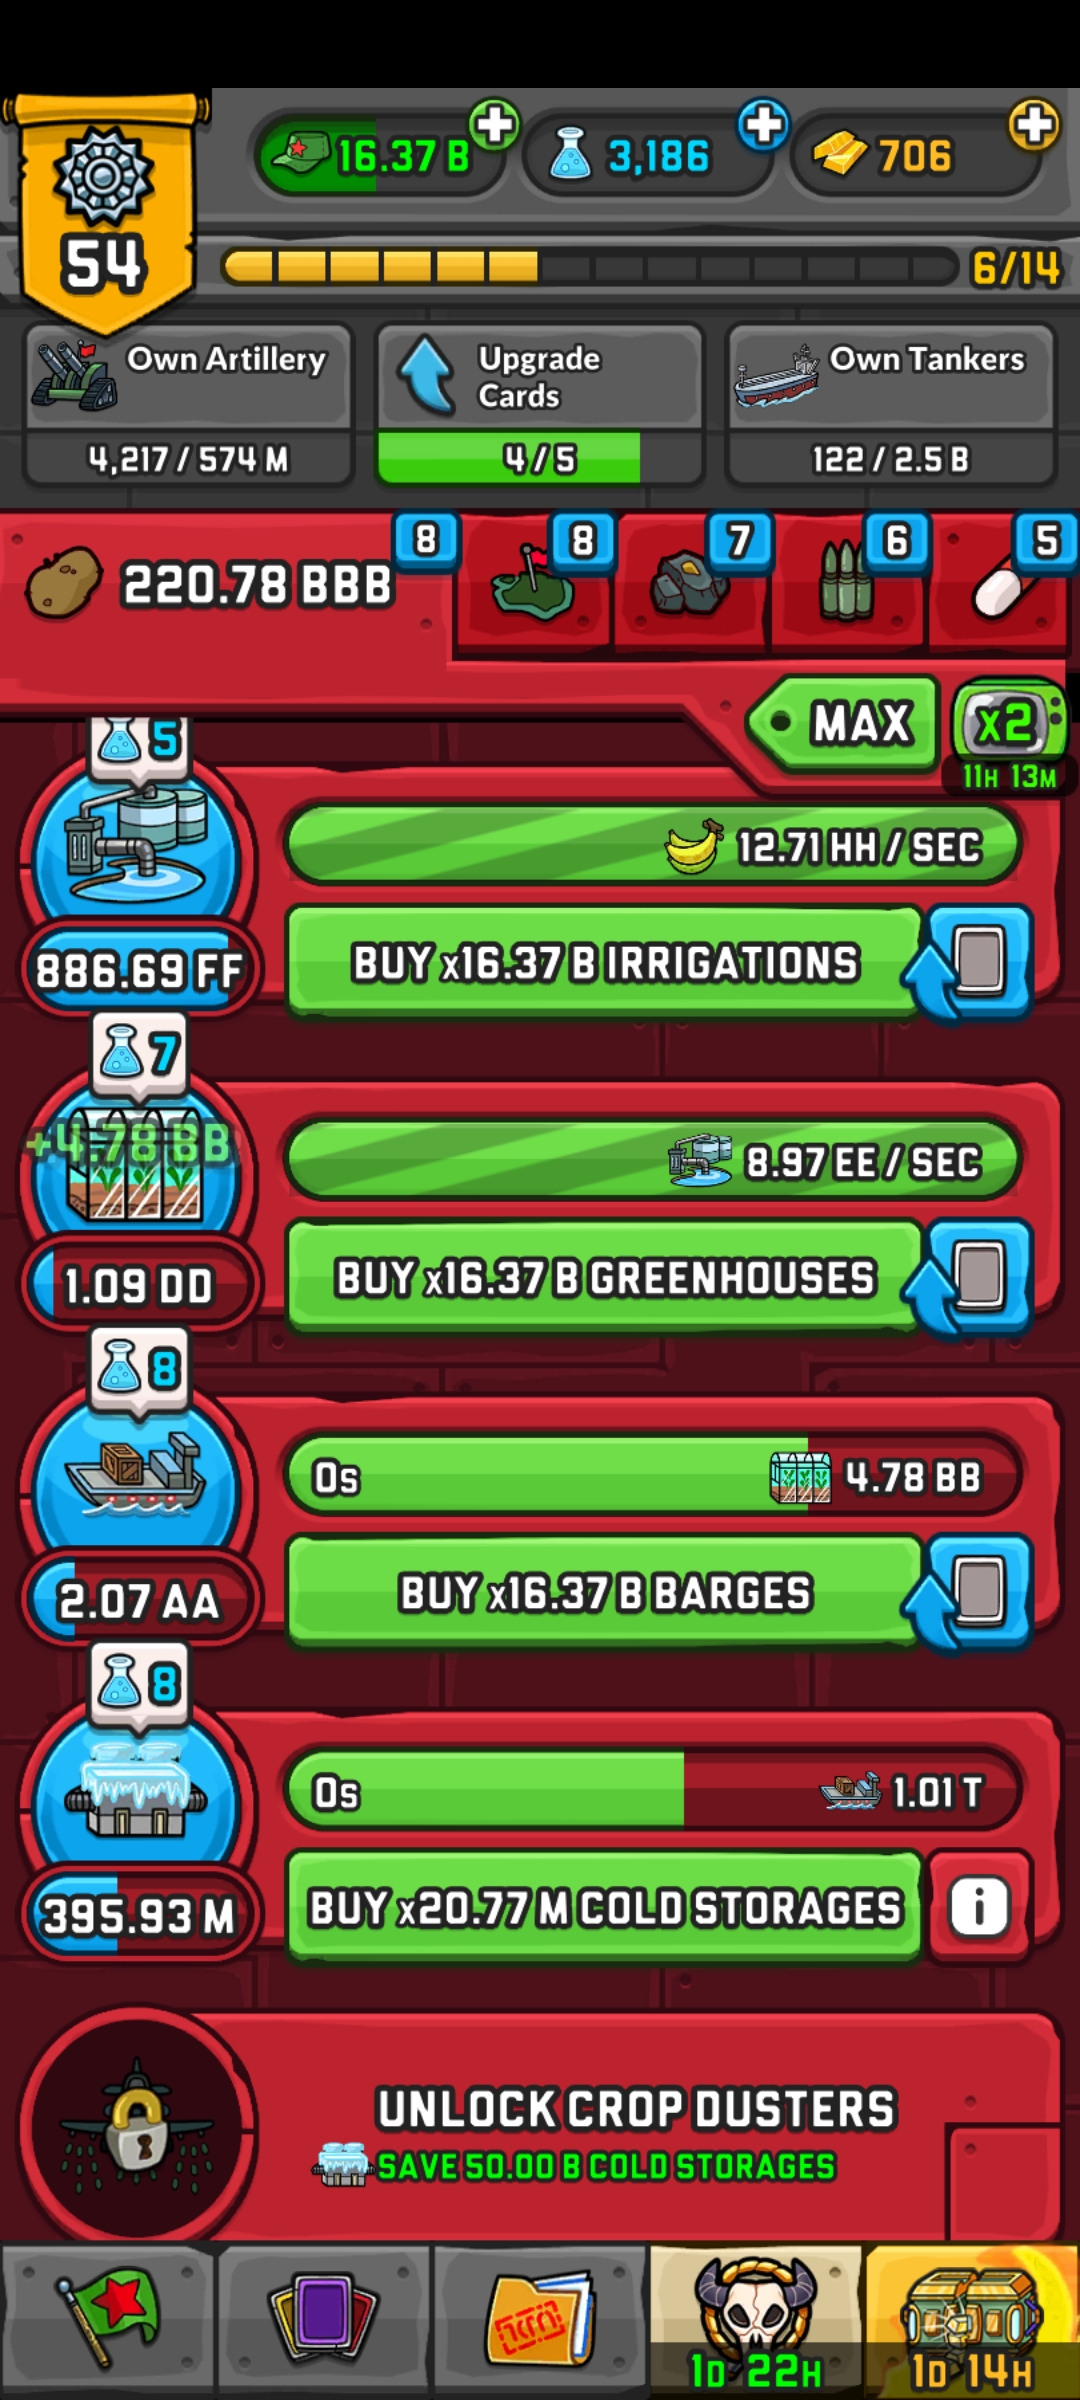 16.37 B
3,186
706
54
6/14
Own Artillery
4,217 / 574 M
Upgrade
Cards
4 / 5
Own Tankers
122 / 2.5 B
220.78 BBB
8
8
7
6
5
MAX
x2
11H 13M
5
12.71 HH / SEC
886.69 FF
BUY x16.37 B IRRIGATIONS
7
+4.78 BB
8.97 EE / SEC
1.09 DD
BUY x16.37 B GREENHOUSES
8
0s
4.78 BB
2.07 AA
BUY x16.37 B BARGES
8
0s
1.01 T
395.93 M
BUY x20.77 M COLD STORAGES
i
UNLOCK CROP DUSTERS
SAVE 50.00 B COLD STORAGES
1D 22H
1D 14H